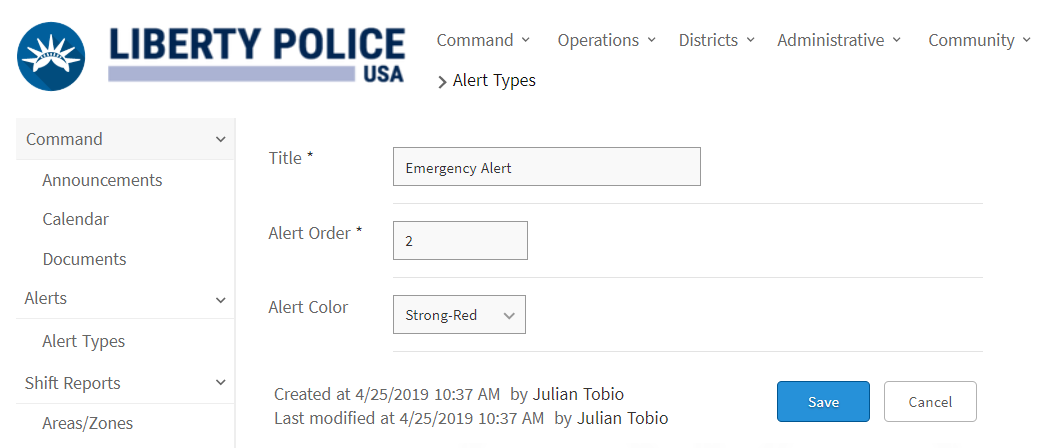 LIBERTY POLICE
USA
Command Operations Districts Administrative Community
Alert Types
Command
Announcements
Calendar
Documents
Alerts
Alert Types
Shift Reports
Areas/Zones
Title * Emergency Alert
Alert Order * 2
Alert Color Strong-Red
Created at 4/25/2019 10:37 AM by Julian Tobio
Last modified at 4/25/2019 10:37 AM by Julian Tobio
Save Cancel